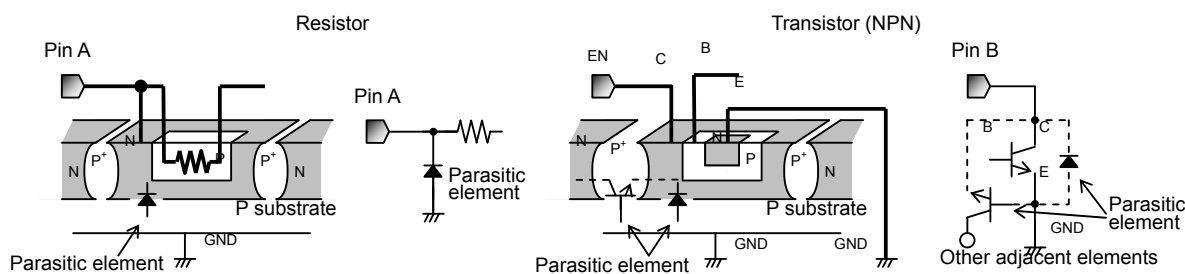 Resistor
Transistor (NPN)
Pin A
EN
C
B
E
Pin B
Pin A
N
N
P+
P
P+
N
Parasitic
element
P substrate
GND
Parasitic element
N
N
P+
P
P+
N
P substrate
GND
GND
Parasitic element
B
C
E
Parasitic
element
GND
Other adjacent elements